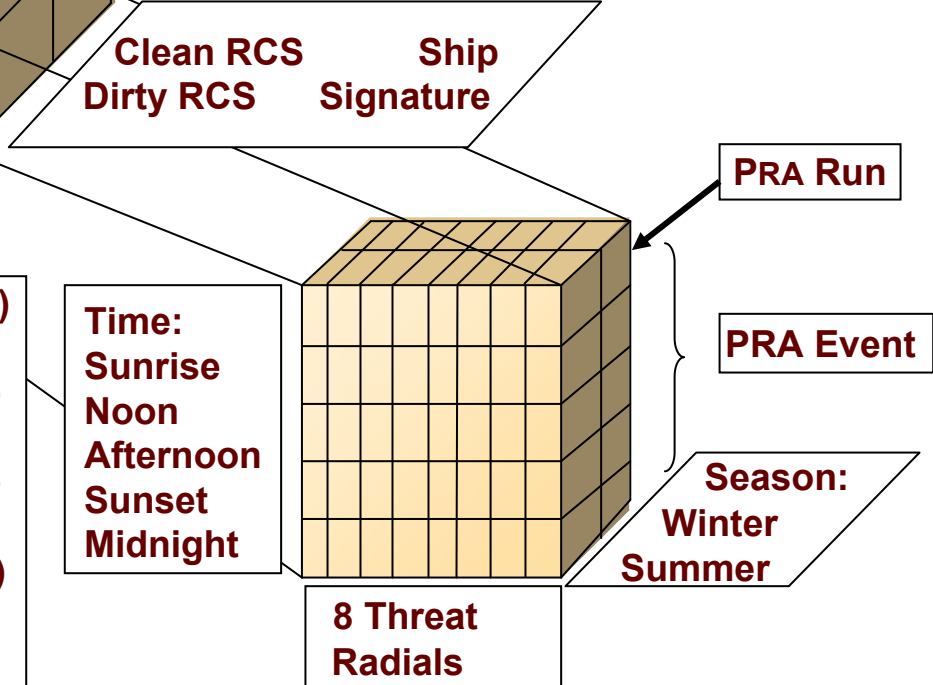 Clean RCS Ship
Dirty RCS Signature
PRA Run
)
Time:
Sunrise
Noon
Afternoon
Sunset
Midnight
)
PRA Event
Season:
Winter
Summer
8 Threat
Radials